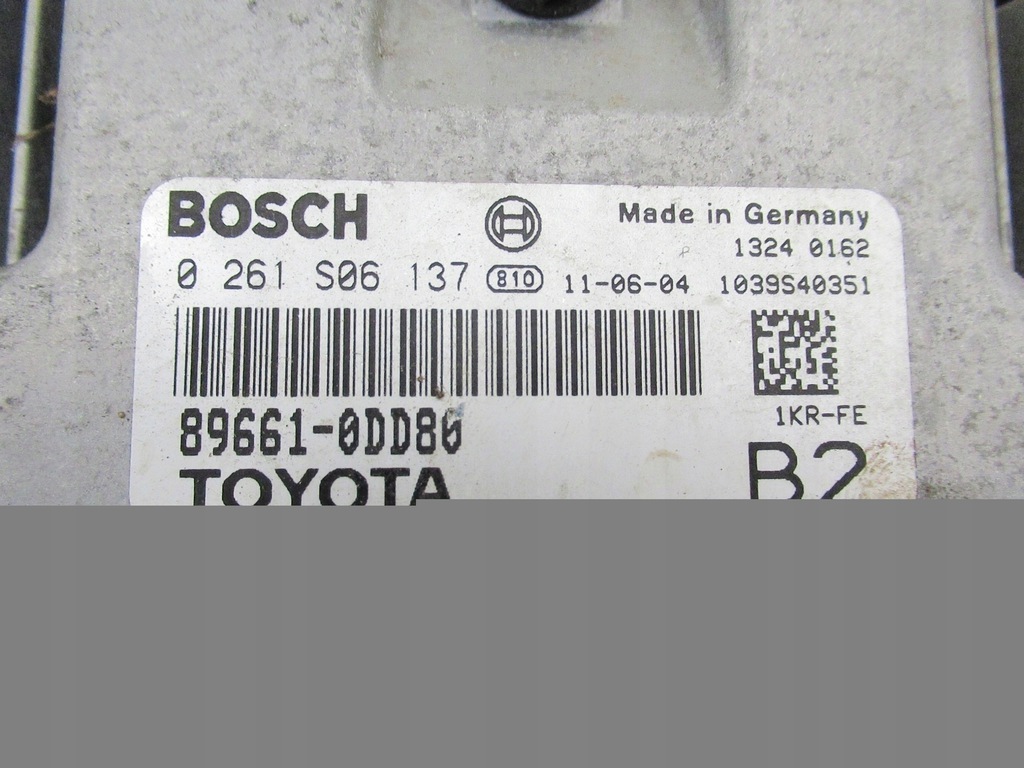 BOSCH
Made in Germany
1324 0162
0 261 S06 137 810 11-06-04 1039S40351
1KR-FE
89661-0DD80
B2
TOYOTA